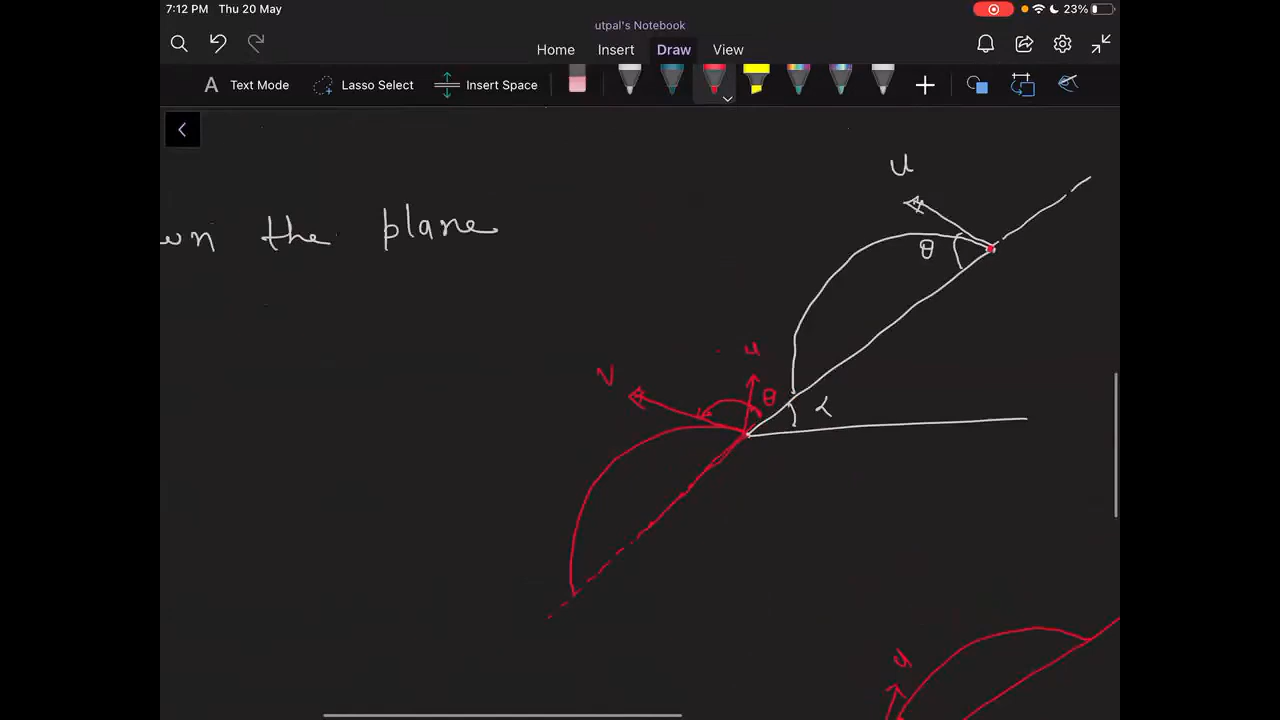 7:12 PM Thu 20 May
23%
utpal's Notebook
Home Insert Draw View
Text Mode Lasso Select Insert Space
u
wn the plane
θ
u
V
θ
α
u